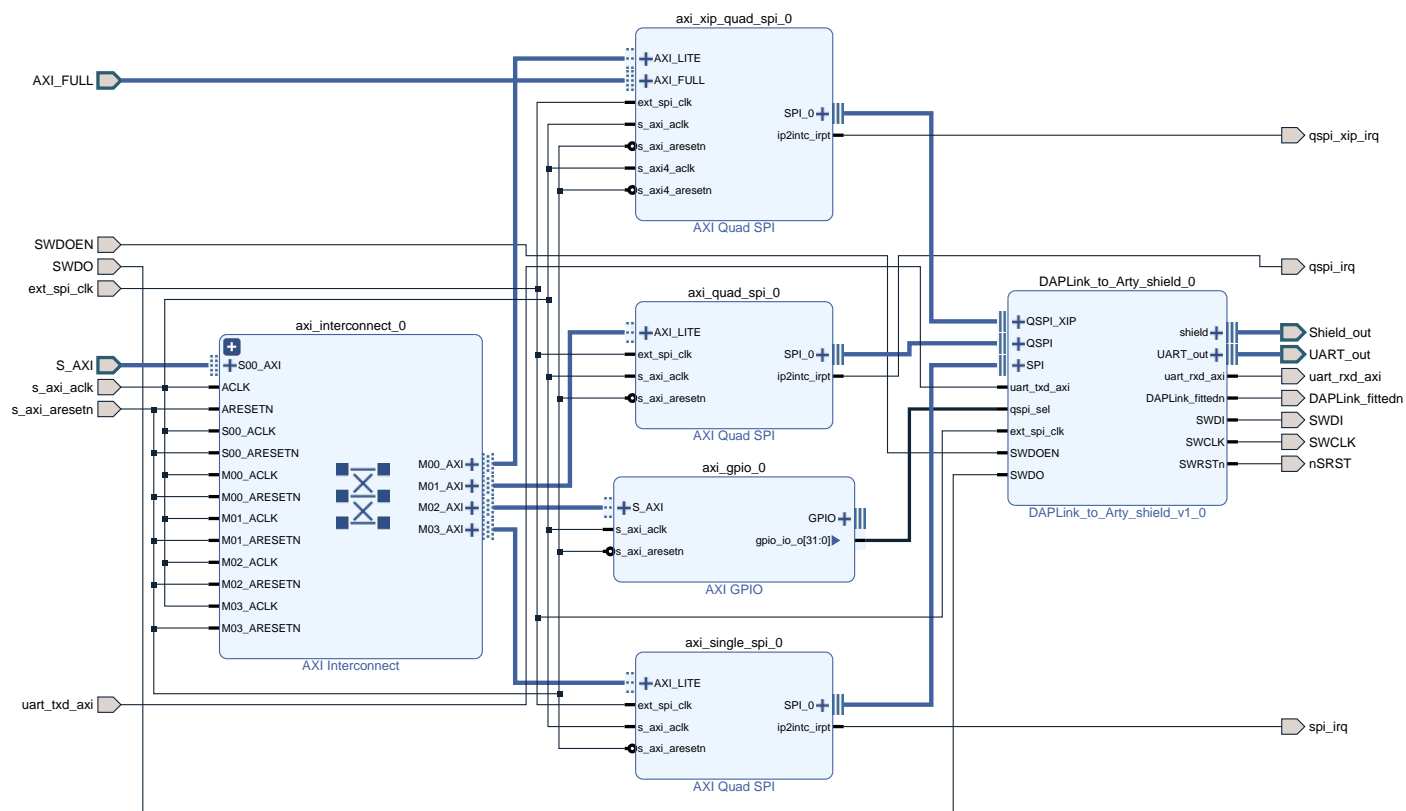 AXI_FULL
SWDOEN
SWDO
ext_spi_clk
S_AXI
s_axi_aclk
s_axi_aresetn
uart_txd_axi
axi_interconnect_0
S00_AXI
ACLK
ARESETN
S00_ACLK
S00_ARESETN
M00_ACLK
M00_ARESETN
M01_ACLK
M01_ARESETN
M02_ACLK
M02_ARESETN
M03_ACLK
M03_ARESETN
M00_AXI
M01_AXI
M02_AXI
M03_AXI
AXI Interconnect
axi_xip_quad_spi_0
AXI_LITE
AXI_FULL
ext_spi_clk
s_axi_aclk
s_axi_aresetn
s_axi4_aclk
s_axi4_aresetn
SPI_0
ip2intc_irpt
AXI Quad SPI
axi_quad_spi_0
AXI_LITE
ext_spi_clk
s_axi_aclk
s_axi_aresetn
SPI_0
ip2intc_irpt
AXI Quad SPI
axi_gpio_0
S_AXI
s_axi_aclk
s_axi_aresetn
GPIO
gpio_io_o[31:0]
AXI GPIO
axi_single_spi_0
AXI_LITE
ext_spi_clk
s_axi_aclk
s_axi_aresetn
SPI_0
ip2intc_irpt
AXI Quad SPI
DAPLink_to_Arty_shield_0
QSPI_XIP
QSPI
SPI
uart_txd_axi
qspi_sel
ext_spi_clk
SWDOEN
SWDO
shield
UART_out
uart_rxd_axi
DAPLink_fittedn
SWDI
SWCLK
SWRSTn
DAPLink_to_Arty_shield_v1_0
qspi_xip_irq
qspi_irq
Shield_out
UART_out
uart_rxd_axi
DAPLink_fittedn
SWDI
SWCLK
nSRST
spi_irq